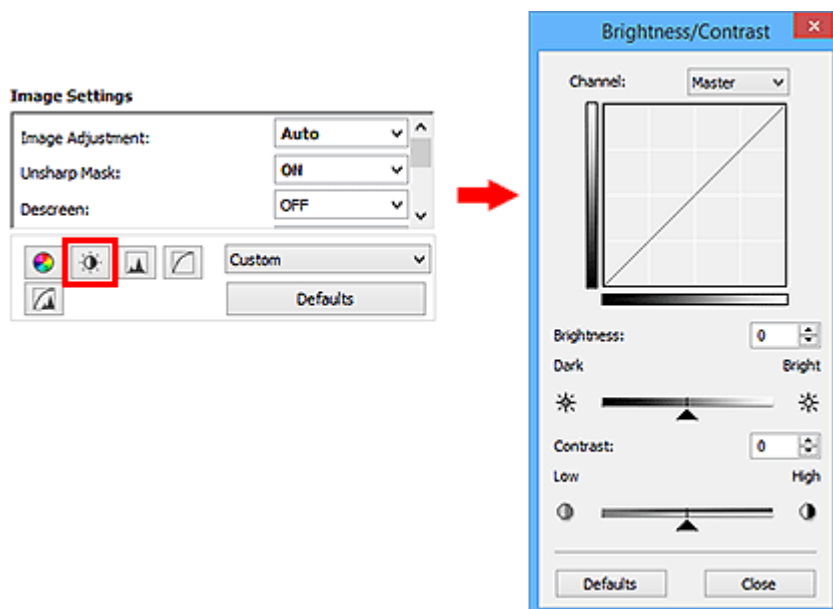 Image Settings
Image Adjustment: Auto
Unsharp Mask: ON
Descreen: OFF
Custom
Defaults
Brightness/Contrast
Channel: Master
Brightness: 0
Dark Bright
Contrast: 0
Low High
Defaults Close